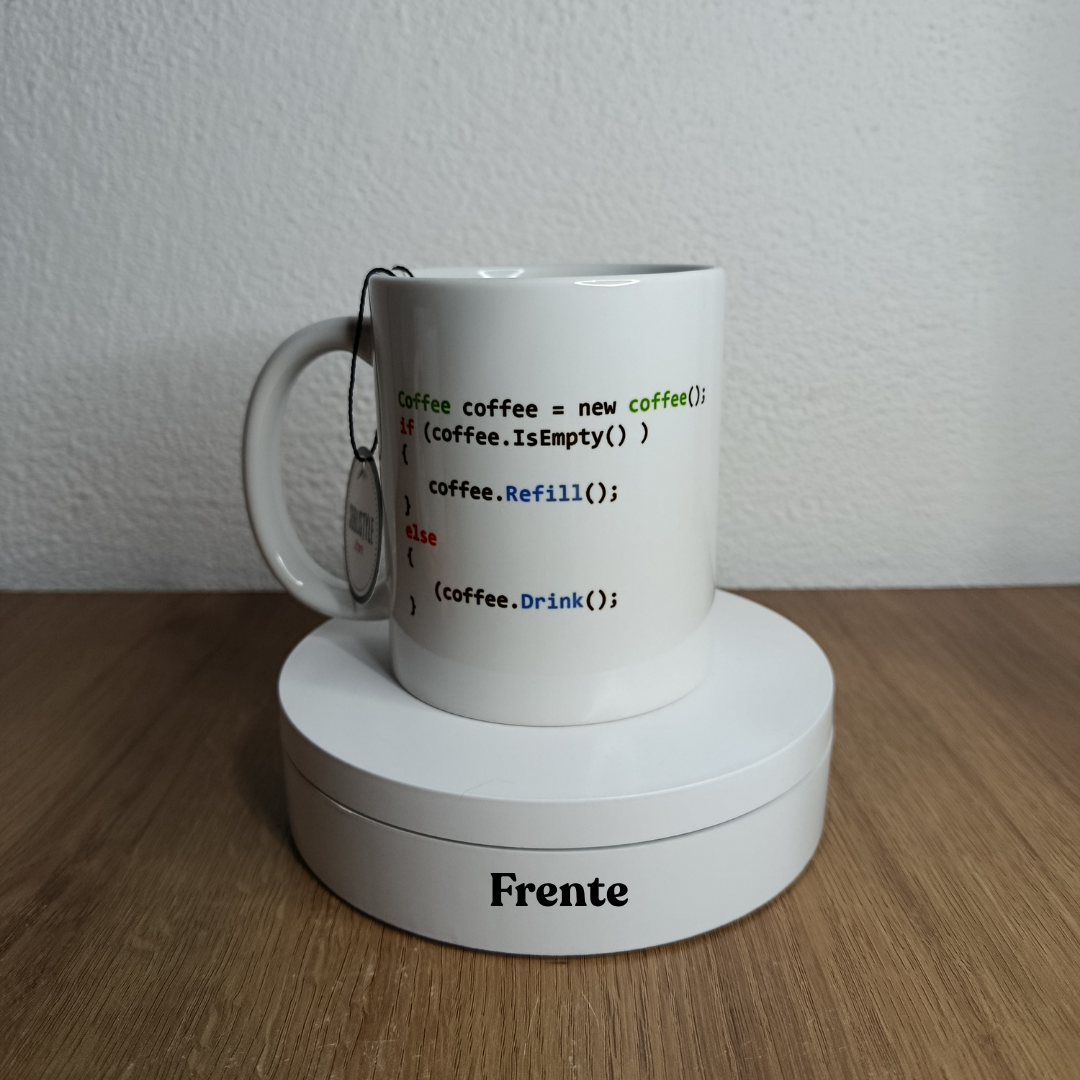 Coffee coffee = new coffee();
if (coffee.IsEmpty() )
{
coffee.Refill();
}
else
{
(coffee.Drink();
}
Frente